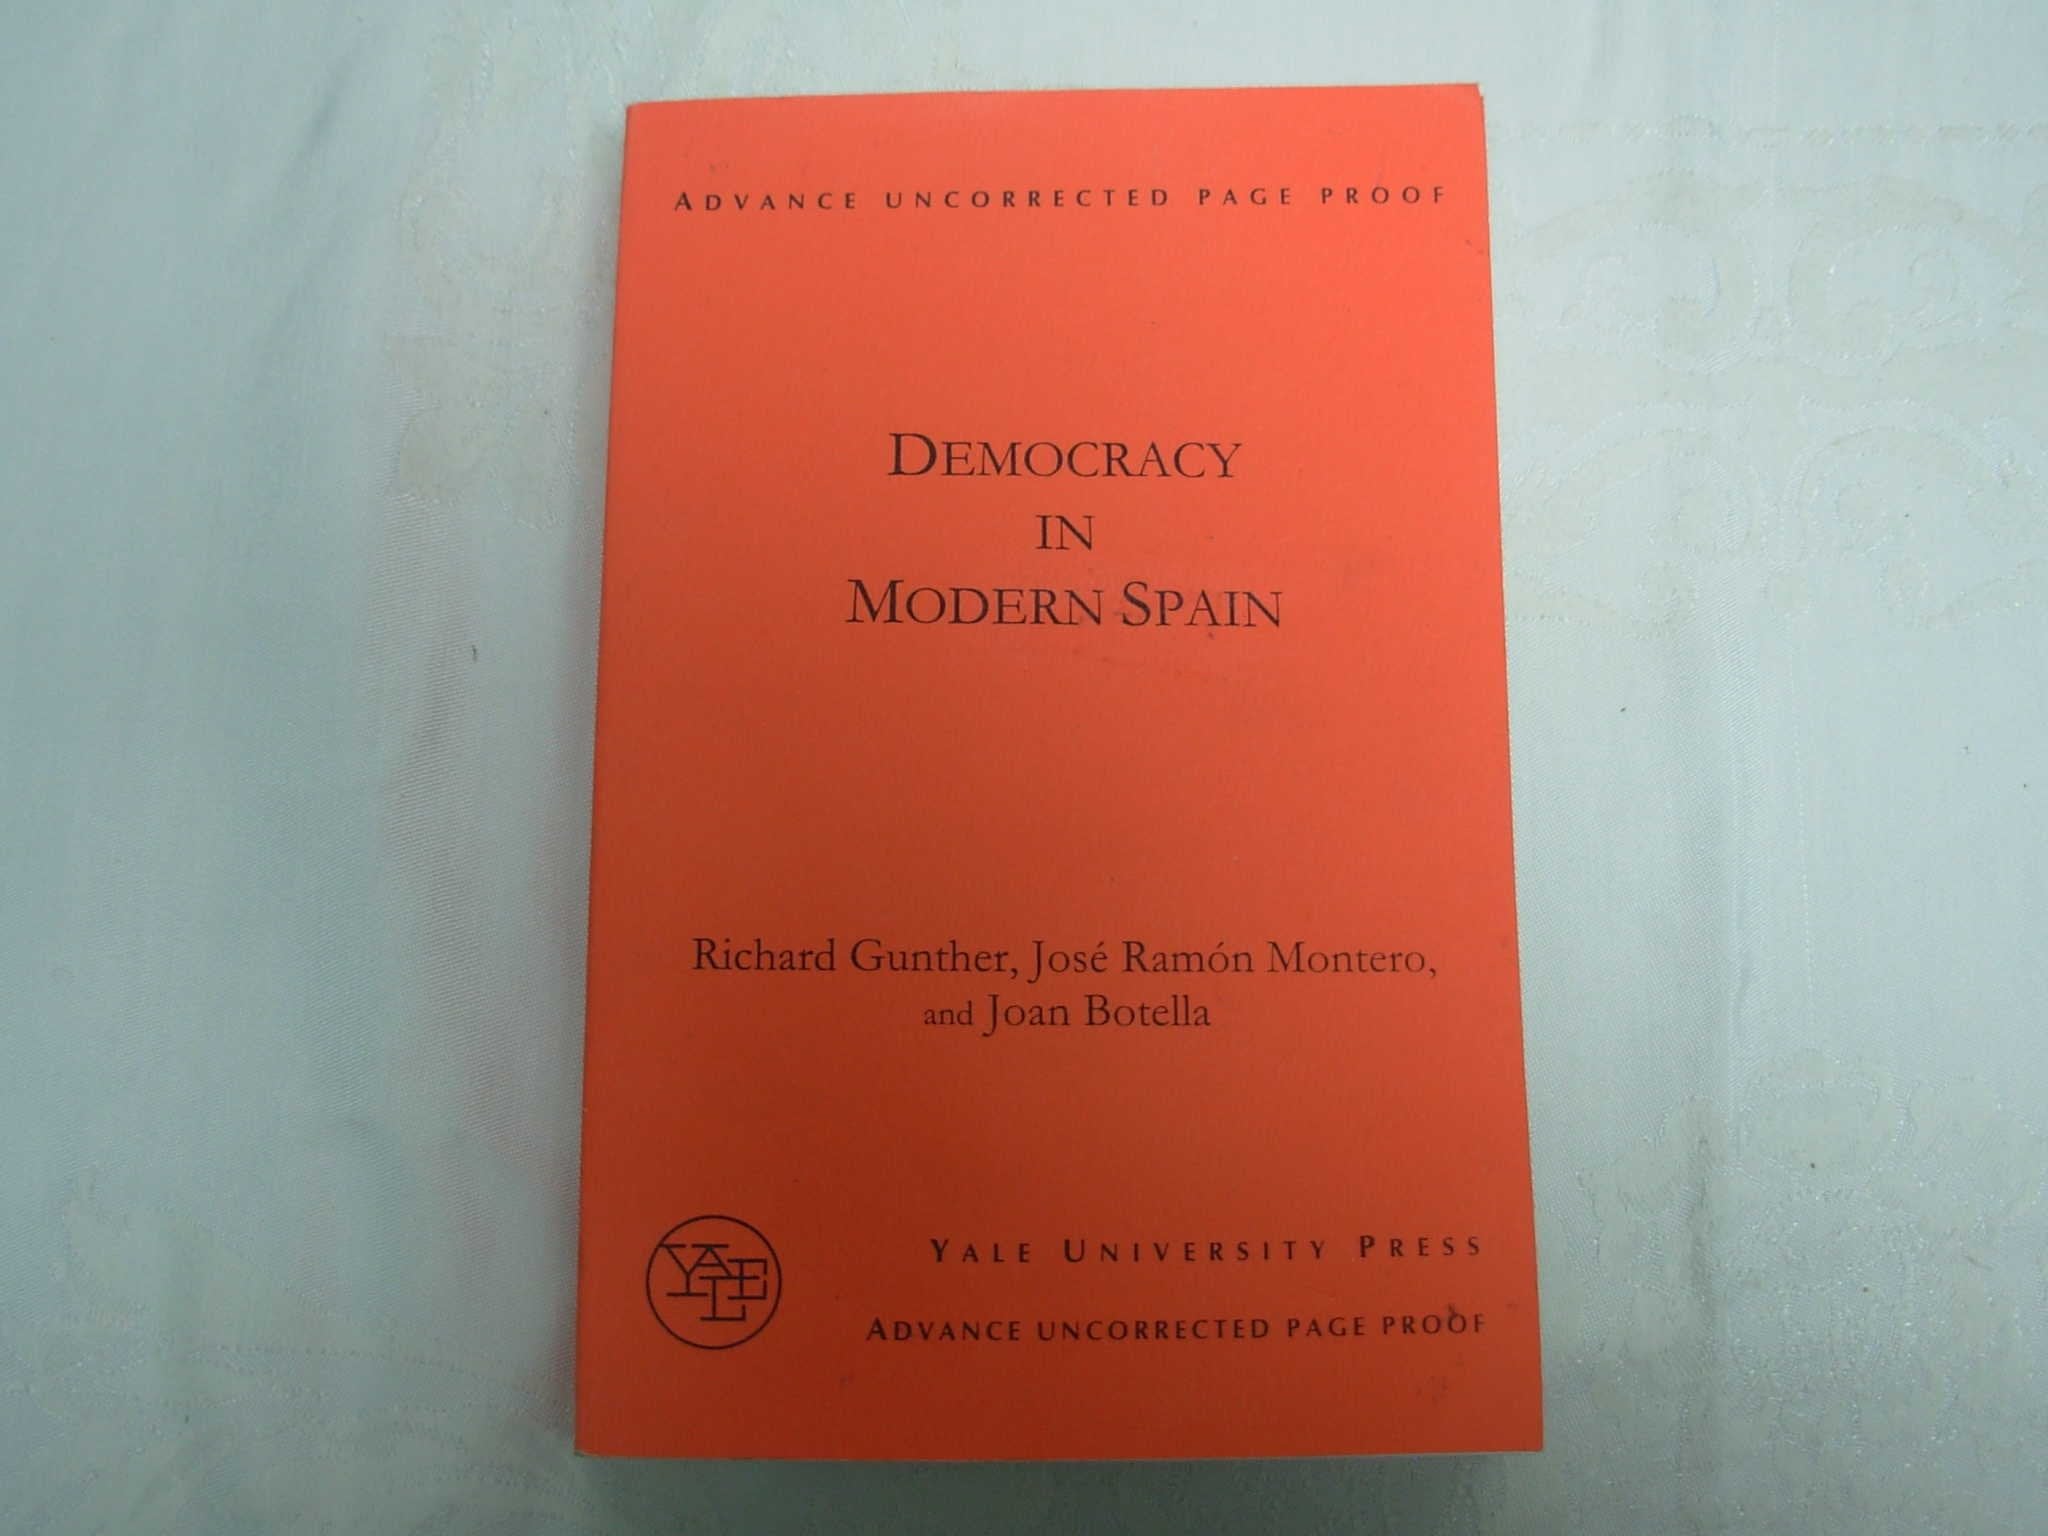 ADVANCE UNCORRECTED PAGE PROOF
DEMOCRACY
IN
MODERN SPAIN
Richard Gunther, José Ramón Montero,
and Joan Botella
YALE
YALE UNIVERSITY PRESS
ADVANCE UNCORRECTED PAGE PROOF